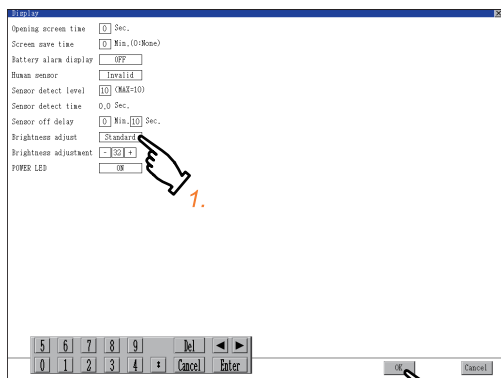 Display
Opening screen time 0 Sec.
Screen save time 0 Min.(0:None)
Battery alarm display OFF
Human sensor Invalid
Sensor detect level 10 (MAX=10)
Sensor detect time 0.0 Sec.
Sensor off delay 0 Min. 10 Sec.
Brightness adjust Standard
Brightness adjustment - 32 +
POWER LED ON
1.
5 6 7 8 9 Del ◀ ▶
0 1 2 3 4 Cancel Enter
OK Cancel